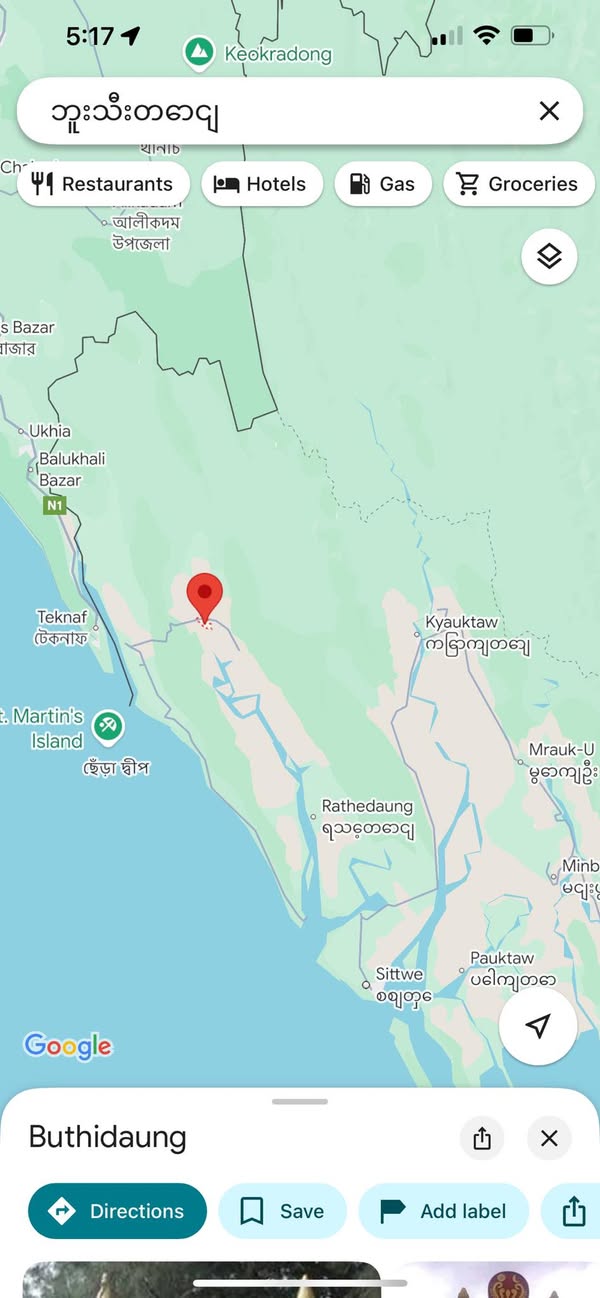 5:17
Keokradong
ဘူးသီးတောင်
Restaurants
Hotels
Gas
Groceries
আলীকদম
উপজেলা
s Bazar
Ukhia
Balukhali
Bazar
N1
Teknaf
টেকনাফ
Kyauktaw
ကျောက်တော်
t. Martin's
Island
ছেঁড়া দ্বীপ
Mrauk-U
မြောက်ဦး
Rathedaung
ရသေ့တောင်
Minb
Pauktaw
ပေါက်တော
Sittwe
စစ်တွေ
Google
Buthidaung
Directions
Save
Add label